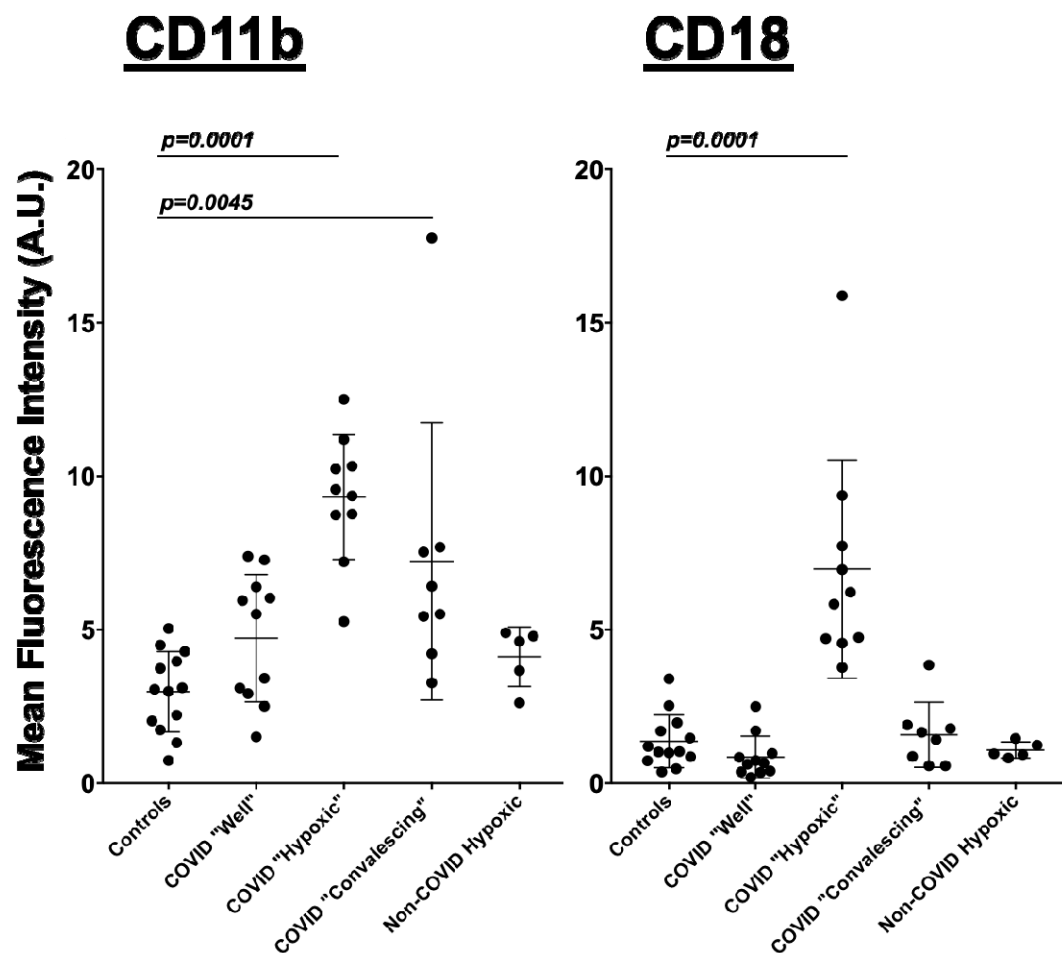 CD11b
CD18
p=0.0001
p=0.0045
p=0.0001
Mean Fluorescence Intensity (A.U.)
20
15
10
5
0
20
15
10
5
0
Controls
COVID "Well"
COVID "Hypoxic"
COVID "Convalescing"
Non-COVID Hypoxic
Controls
COVID "Well"
COVID "Hypoxic"
COVID "Convalescing"
Non-COVID Hypoxic